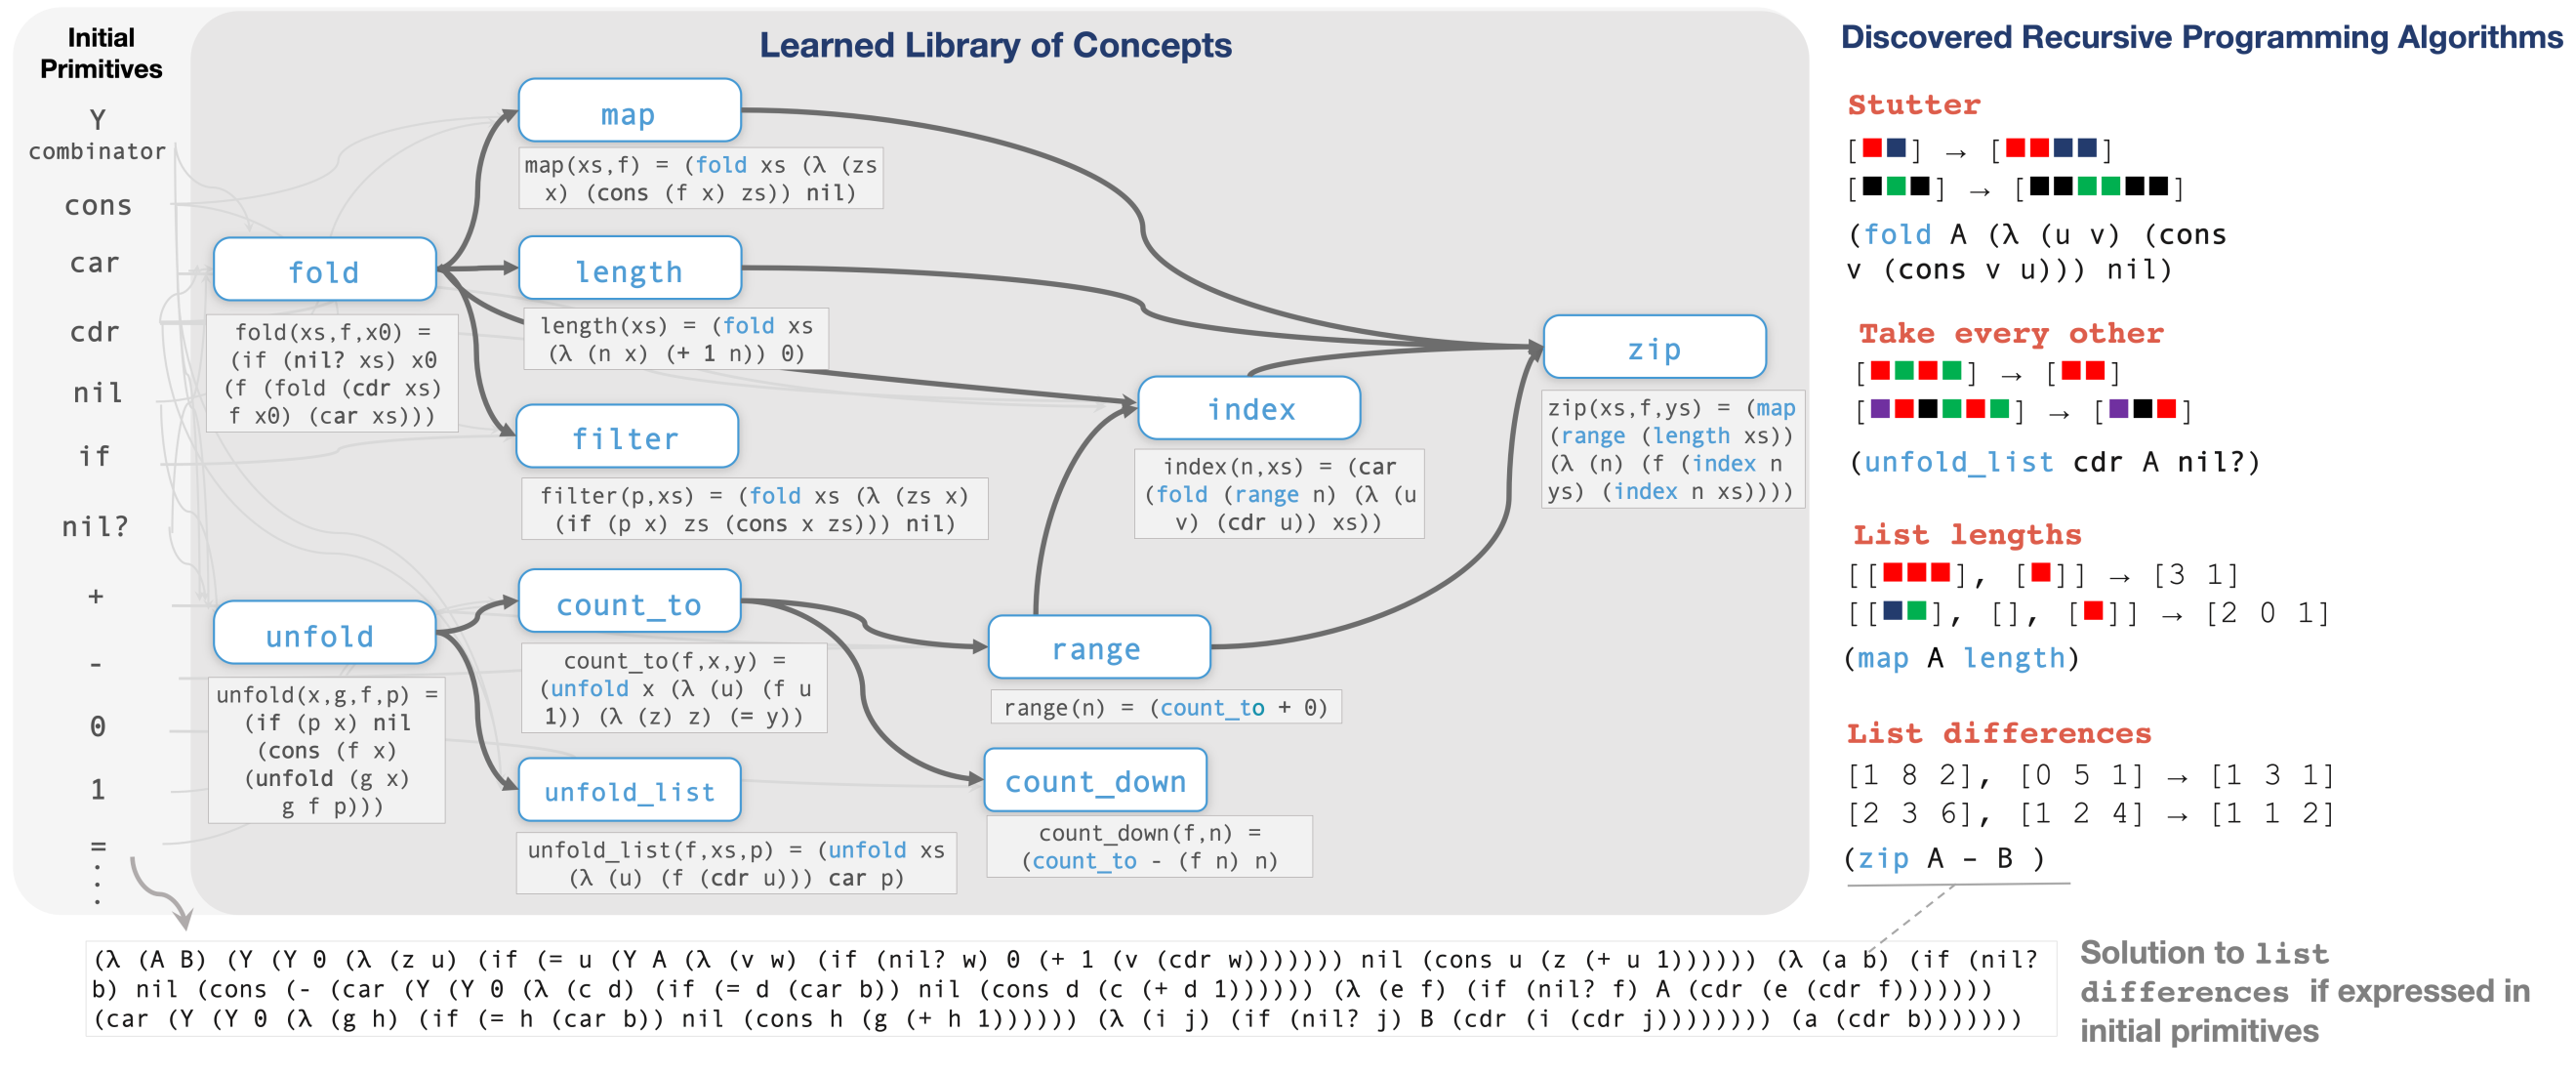 Initial
Primitives
Y
combinator
cons
car
cdr
nil
if
nil?
+
-
0
1
=
Learned Library of Concepts
fold
fold(xs,f,x0) =
(if (nil? xs) x0
(f (fold (cdr xs)
f x0) (car xs)))
unfold
unfold(x,g,f,p) =
(if (p x) nil
(cons (f x)
(unfold (g x)
g f p)))
map
map(xs,f) = (fold xs (λ (zs
x) (cons (f x) zs)) nil)
length
length(xs) = (fold xs
(λ (n x) (+ 1 n)) 0)
filter
filter(p,xs) = (fold xs (λ (zs x)
(if (p x) zs (cons x zs))) nil)
count_to
count_to(f,x,y) =
(unfold x (λ (u) (f u
1)) (λ (z) z) (= y))
unfold_list
unfold_list(f,xs,p) = (unfold xs
(λ (u) (f (cdr u))) car p)
index
index(n,xs) = (car
(fold (range n) (λ (u
v) (cdr u)) xs))
range
range(n) = (count_to + 0)
count_down
count_down(f,n) =
(count_to - (f n) n)
zip
zip(xs,f,ys) = (map
(range (length xs))
(λ (n) (f (index n
ys) (index n xs))))
Discovered Recursive Programming Algorithms
Stutter
[■■] → [■■■■]
[■■■] → [■■■■■■]
(fold A (λ (u v) (cons
v (cons v u))) nil)
Take every other
[■■■■] → [■■]
[■■■■■■] → [■■■]
(unfold_list cdr A nil?)
List lengths
[[■■■], [■]] → [3 1]
[[■■], [], [■]] → [2 0 1]
(map A length)
List differences
[1 8 2], [0 5 1] → [1 3 1]
[2 3 6], [1 2 4] → [1 1 2]
(zip A – B )
(λ (A B) (Y (Y 0 (λ (z u) (if (= u (Y A (λ (v w) (if (nil? w) 0 (+ 1 (v (cdr w))))))) nil (cons u (z (+ u 1)))))) (λ (a b) (if (nil?
b) nil (cons (- (car (Y (Y 0 (λ (c d) (if (= d (car b)) nil (cons d (c (+ d 1)))))) (λ (e f) (if (nil? f) A (cdr (e (cdr f)))))))
(car (Y (Y 0 (λ (g h) (if (= h (car b)) nil (cons h (g (+ h 1)))))) (λ (i j) (if (nil? j) B (cdr (i (cdr j)))))))) (a (cdr b)))))))
Solution to list
differences if expressed in
initial primitives